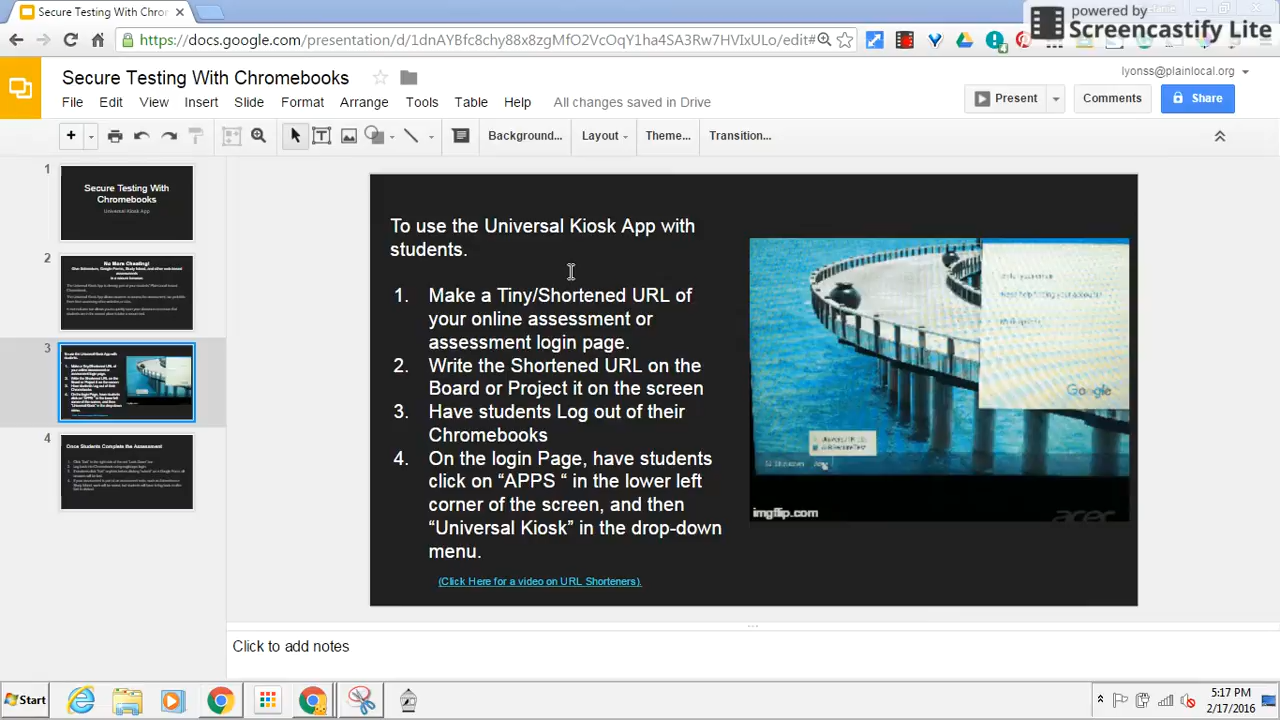 Secure Testing With Chror
powered by
Screencastify Lite
https://docs.google.com/pre
Secure Testing With Chromebooks
lyonss@plainlocal.org
File Edit View Insert Slide Format Arrange Tools Table Help All changes saved in Drive
Present Comments Share
Background... Layout Theme... Transition...
1
Secure Testing With
Chromebooks
Universal Kiosk App
2
No More Cheating!
3
4
Once Students Complete the Assessment
To use the Universal Kiosk App with
students.
1. Make a Tiny/Shortened URL of
your online assessment or
assessment login page.
2. Write the Shortened URL on the
Board or Project it on the screen
3. Have students Log out of their
Chromebooks
4. On the login Page, have students
click on "APPS" in the lower left
corner of the screen, and then
“Universal Kiosk” in the drop-down
menu.
(Click Here for a video on URL Shorteners).
Google
imgflip.com
acer
Click to add notes
Start
5:17 PM
2/17/2016